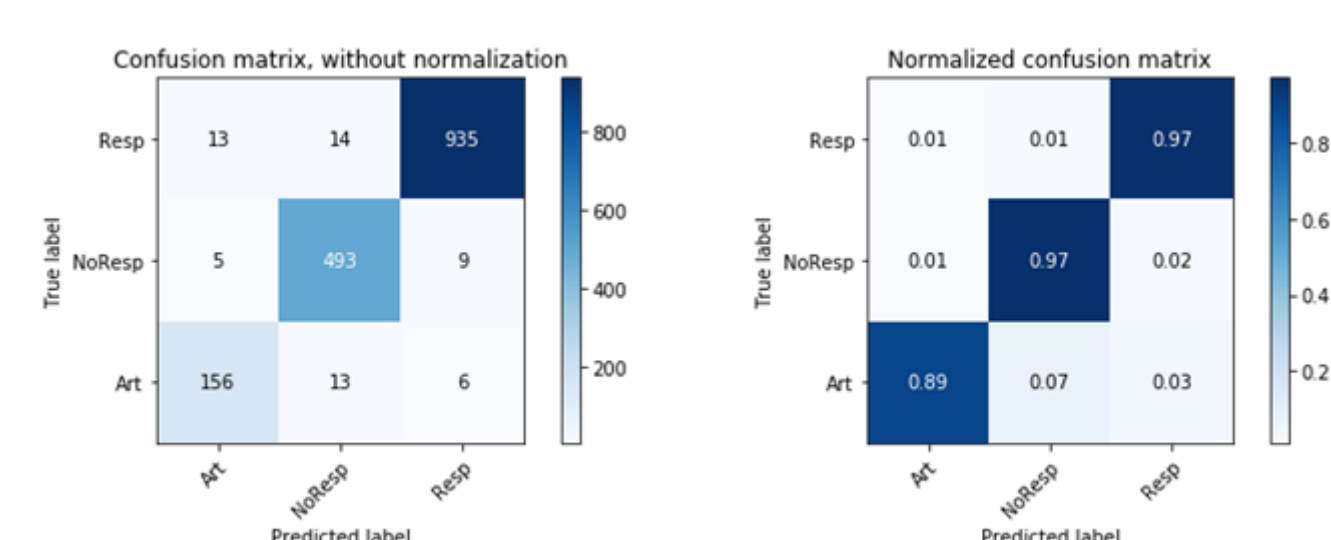 Confusion matrix, without normalization
Resp 13 14 935
NoResp 5 493 9
Art 156 13 6
Art NoResp Resp
True label
Predicted label
800
600
400
200
Normalized confusion matrix
Resp 0.01 0.01 0.97
NoResp 0.01 0.97 0.02
Art 0.89 0.07 0.03
Art NoResp Resp
True label
Predicted label
0.8
0.6
0.4
0.2